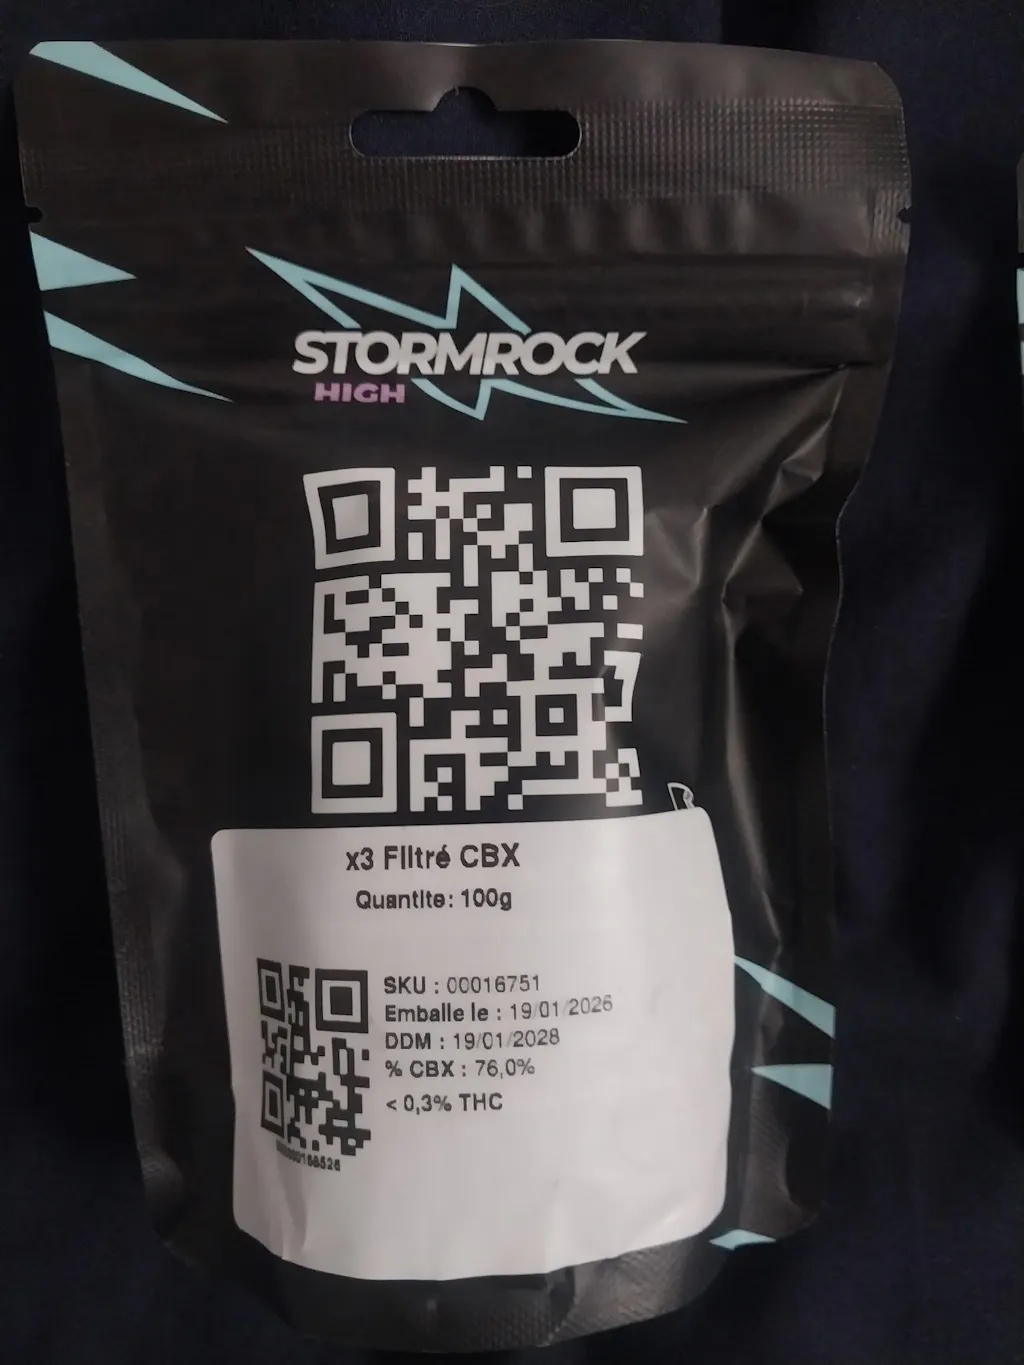 STORMROCK
HIGH
x3 Filtré CBX
Quantite: 100g
SKU : 00016751
Emballe le : 19/01/2026
DDM : 19/01/2028
% CBX : 76,0%
< 0,3% THC